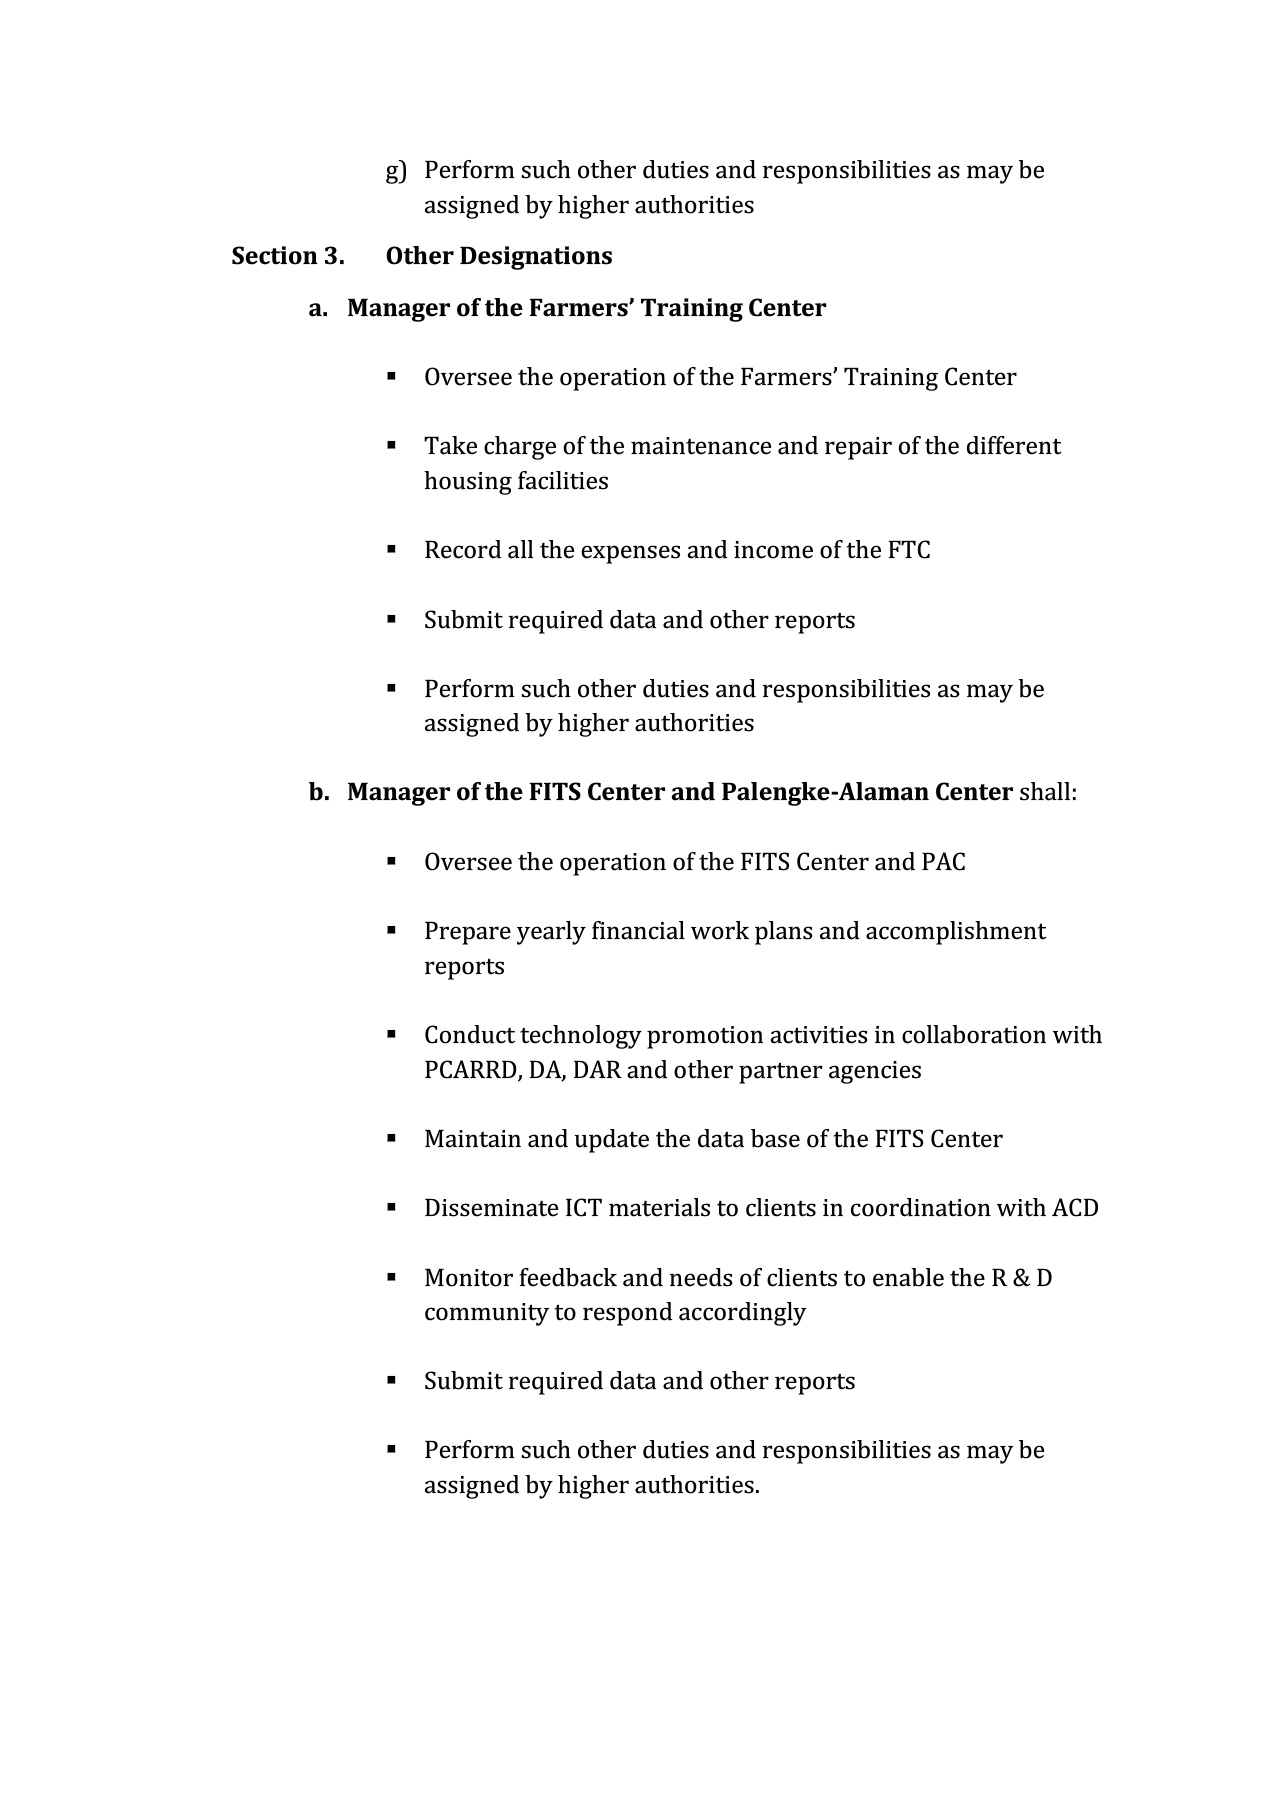 g) Perform such other duties and responsibilities as may be
assigned by higher authorities
Section 3. Other Designations
a. Manager of the Farmers’ Training Center
▪ Oversee the operation of the Farmers’ Training Center
▪ Take charge of the maintenance and repair of the different
housing facilities
▪ Record all the expenses and income of the FTC
▪ Submit required data and other reports
▪ Perform such other duties and responsibilities as may be
assigned by higher authorities
b. Manager of the FITS Center and Palengke-Alaman Center shall:
▪ Oversee the operation of the FITS Center and PAC
▪ Prepare yearly financial work plans and accomplishment
reports
▪ Conduct technology promotion activities in collaboration with
PCARRD, DA, DAR and other partner agencies
▪ Maintain and update the data base of the FITS Center
▪ Disseminate ICT materials to clients in coordination with ACD
▪ Monitor feedback and needs of clients to enable the R & D
community to respond accordingly
▪ Submit required data and other reports
▪ Perform such other duties and responsibilities as may be
assigned by higher authorities.